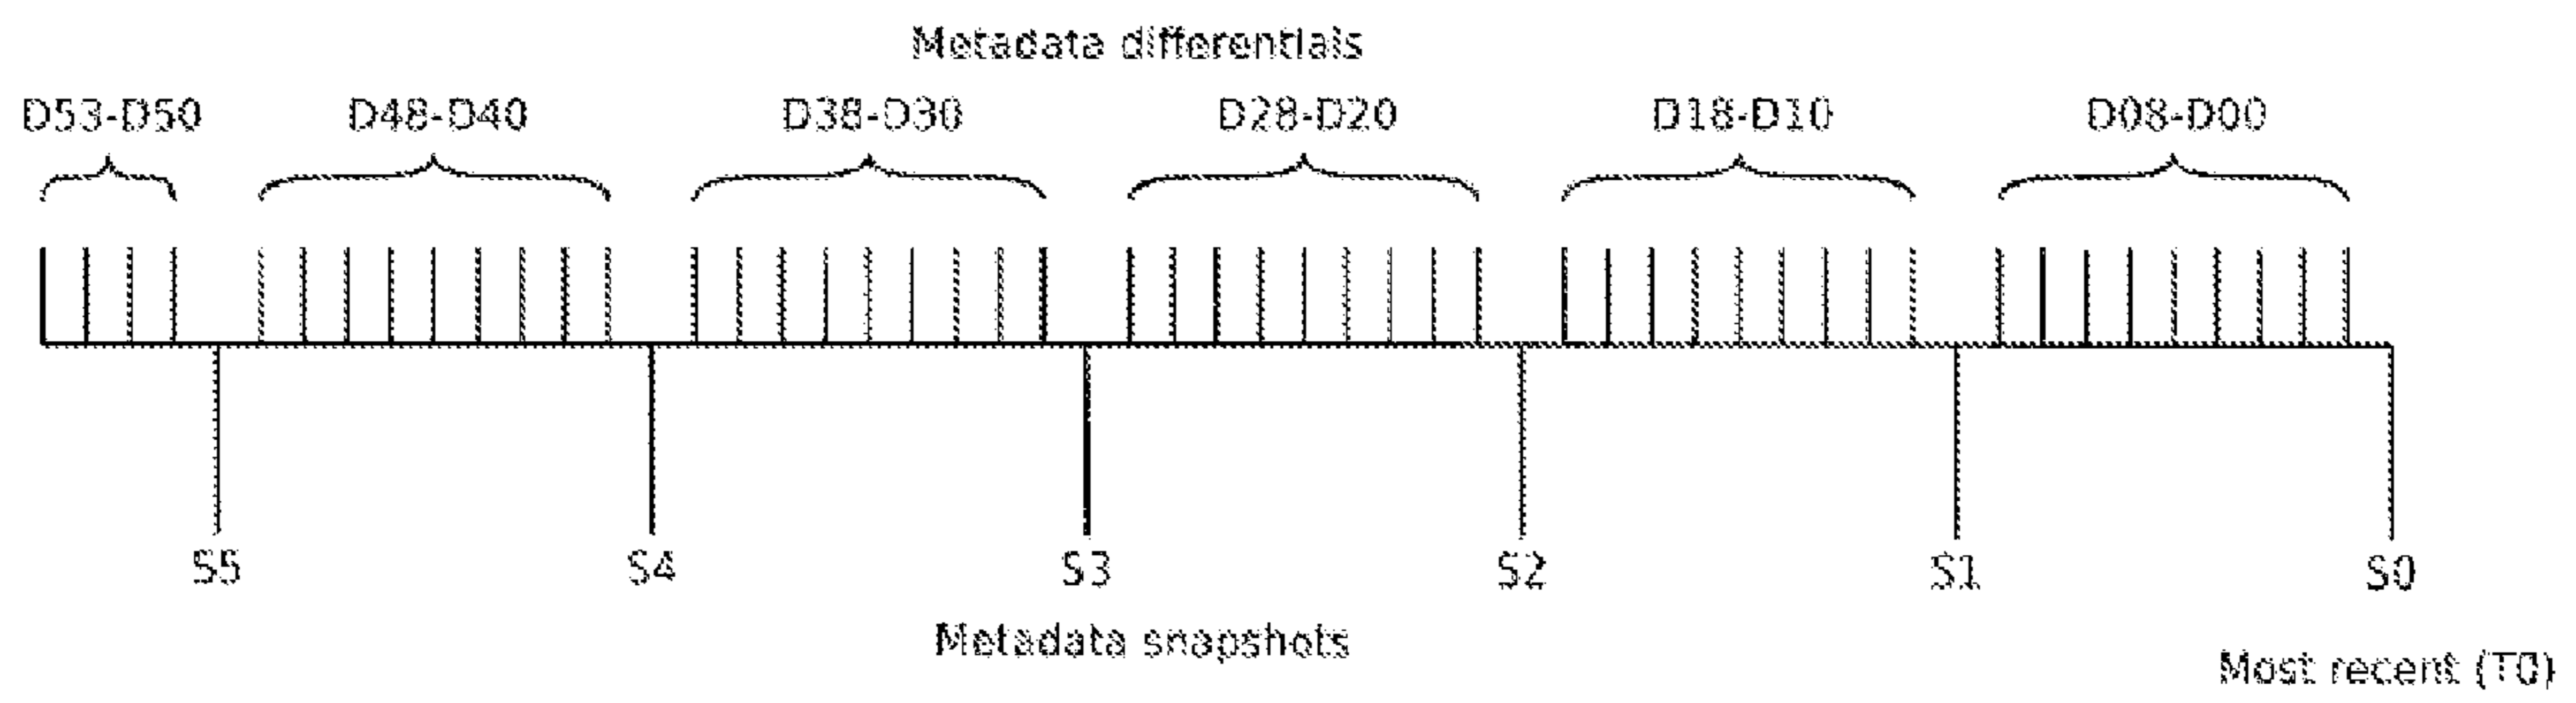 Metadata differentials
D53-D50 D48-D40 D38-D30 D28-D20 D18-D10 D08-D00
S5 S4 S3 S2 S1 S0
Metadata snapshots
Most recent (T0)